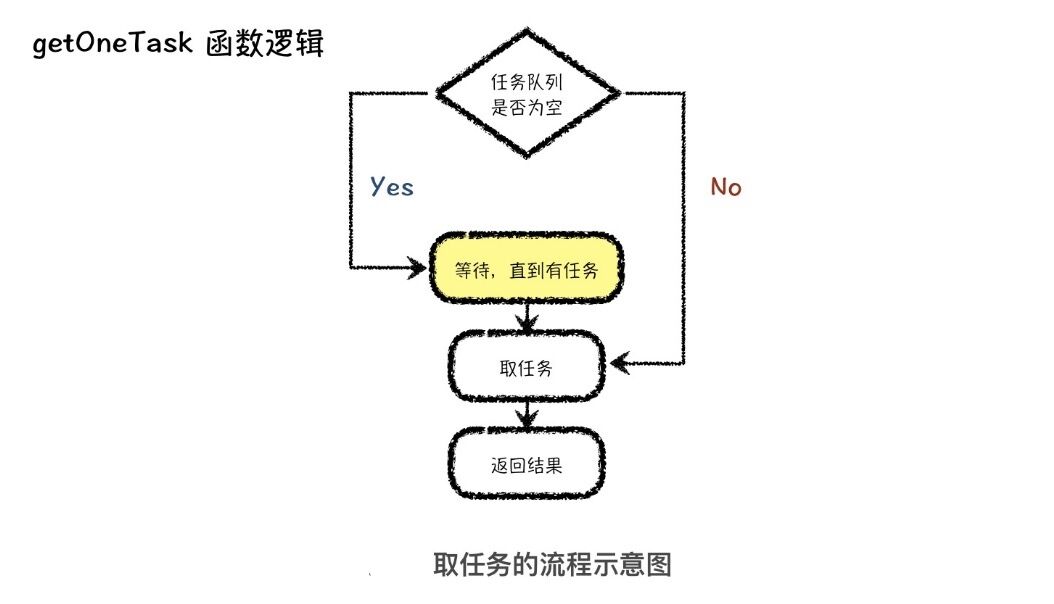 getOneTask 函数逻辑
任务队列
是否为空
Yes
No
等待，直到有任务
取任务
返回结果
取任务的流程示意图